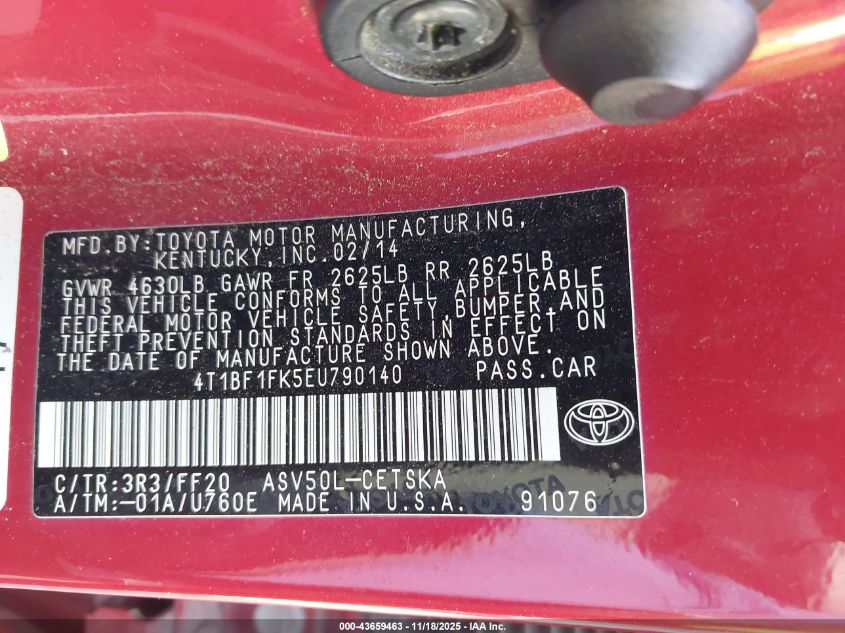 MFD.BY:TOYOTA MOTOR MANUFACTURING,
KENTUCKY,INC.02/14
GVWR 4630LB GAWR FR 2625LB RR 2625LB
THIS VEHICLE CONFORMS TO ALL APPLICABLE
FEDERAL MOTOR VEHICLE SAFETY,BUMPER,AND
THEFT PREVENTION STANDARDS IN EFFECT ON
THE DATE OF MANUFACTURE SHOWN ABOVE.
4T1BF1FK5EU790140 PASS.CAR
C/TR:3R3/FF20 ASV50L-CETSKA
A/TM:-01A/U760E MADE IN U.S.A. 91076
000-43659463 - 11/18/2025 - IAA Inc.